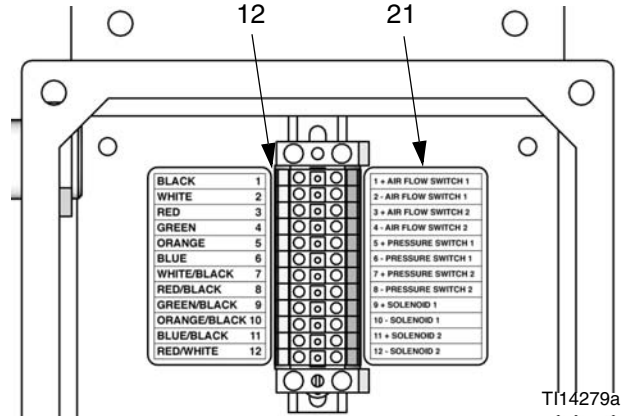 12 21
BLACK 1
WHITE 2
RED 3
GREEN 4
ORANGE 5
BLUE 6
WHITE/BLACK 7
RED/BLACK 8
GREEN/BLACK 9
ORANGE/BLACK 10
BLUE/BLACK 11
RED/WHITE 12
1 + AIR FLOW SWITCH 1
2 - AIR FLOW SWITCH 1
3 + AIR FLOW SWITCH 2
4 - AIR FLOW SWITCH 2
5 + PRESSURE SWITCH 1
6 - PRESSURE SWITCH 1
7 + PRESSURE SWITCH 2
8 - PRESSURE SWITCH 2
9 + SOLENOID 1
10 - SOLENOID 1
11 + SOLENOID 2
12 - SOLENOID 2
TI14279a